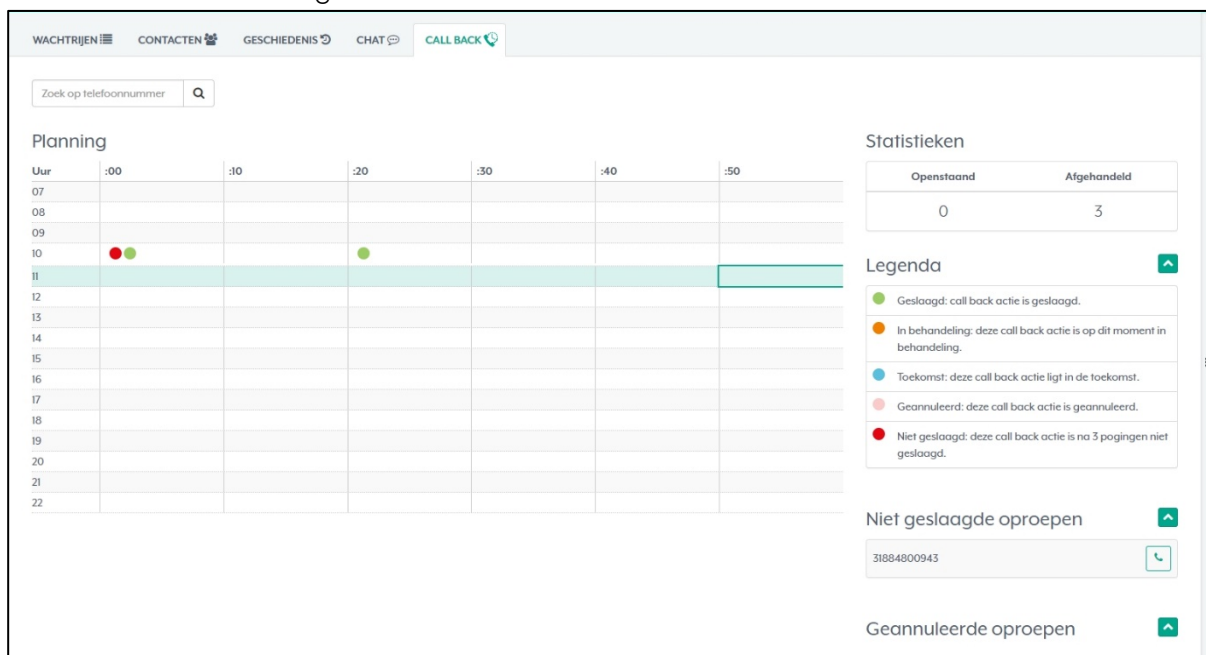 WACHTRIJEN CONTACTEN GESCHIEDENIS CHAT CALL BACK
Zoek op telefoonnummer
Planning
Uur :00 :10 :20 :30 :40 :50
07
08
09
10
11
12
13
14
15
16
17
18
19
20
21
22
Statistieken
Openstaand Afgehandeld
0 3
Legenda
Geslaagd: call back actie is geslaagd.
In behandeling: deze call back actie is op dit moment in
behandeling.
Toekomst: deze call back actie ligt in de toekomst.
Geannuleerd: deze call back actie is geannuleerd.
Niet geslaagd: deze call back actie is na 3 pogingen niet
geslaagd.
Niet geslaagde oproepen
31884800943
Geannuleerde oproepen